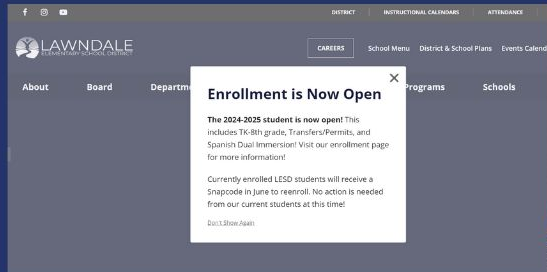 DISTRICT INSTRUCTIONAL CALENDARS ATTENDANCE
LAWNDALE
ELEMENTARY SCHOOL DISTRICT
CAREERS School Menu District & School Plans Events Calend
About Board Departme Programs Schools
Enrollment is Now Open
The 2024-2025 student is now open! This
includes TK-8th grade, Transfers/Permits, and
Spanish Dual Immersion! Visit our enrollment page
for more information!
Currently enrolled LESD students will receive a
Snapcode in June to reenroll. No action is needed
from our current students at this time!
Don't Show Again